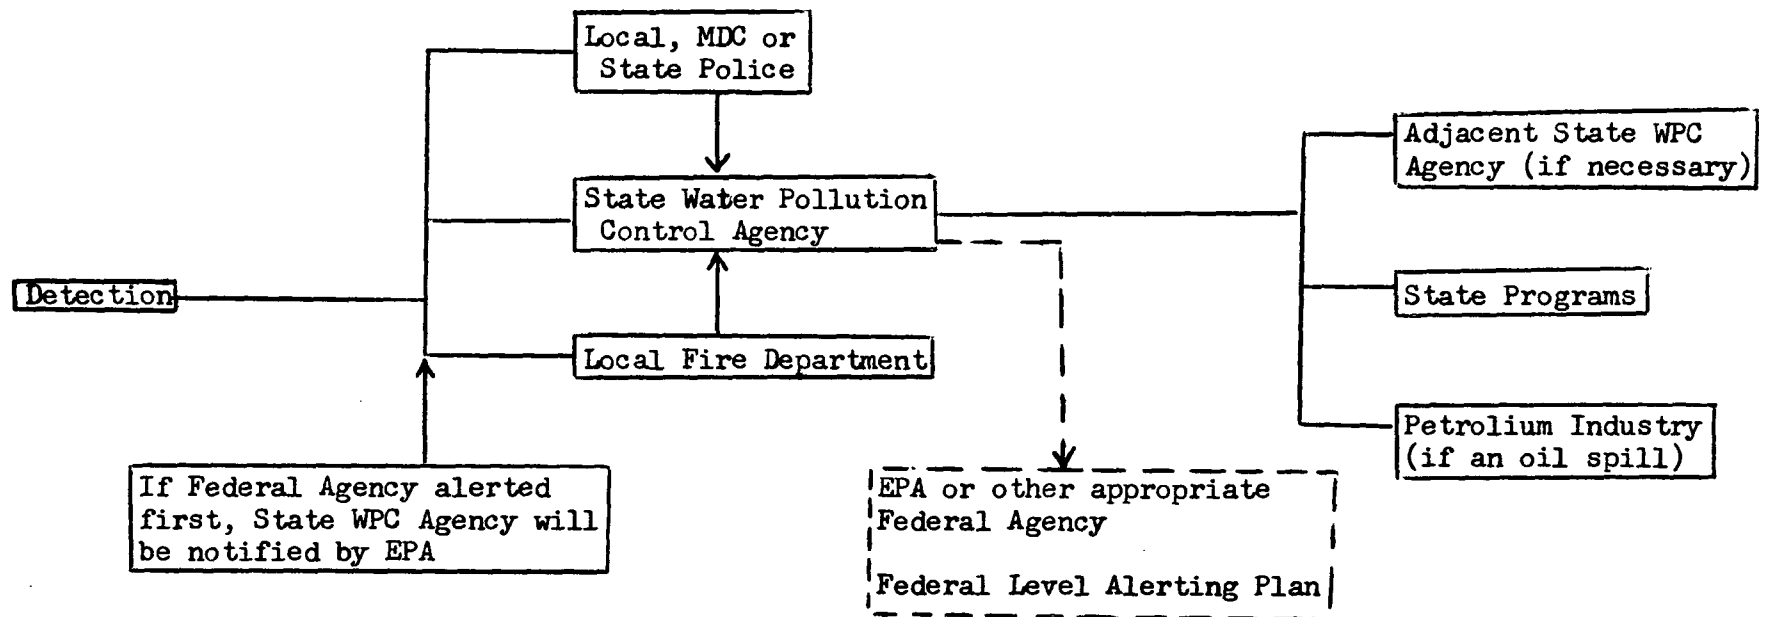 Local, MDC or
State Police
Adjacent State WPC
Agency (if necessary)
State Water Pollution
Control Agency
Detection
State Programs
Local Fire Department
Petrolium Industry
(if an oil spill)
If Federal Agency alerted
first, State WPC Agency will
be notified by EPA
EPA or other appropriate
Federal Agency
Federal Level Alerting Plan